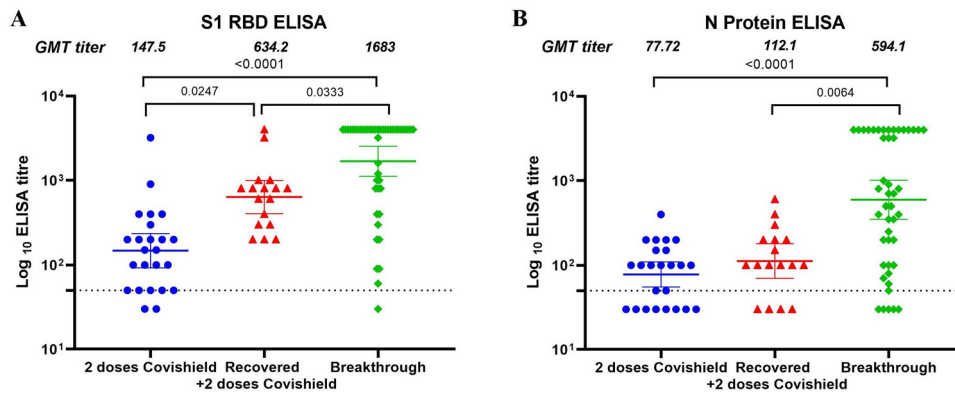 A
S1 RBD ELISA
GMT titer 147.5 634.2 1683
<0.0001
0.0247 0.0333
Log 10 ELISA titre
10⁴
10³
10²
10¹
2 doses Covishield Recovered +2 doses Covishield Breakthrough
B
N Protein ELISA
GMT titer 77.72 112.1 594.1
<0.0001
0.0064
Log 10 ELISA titre
10⁴
10³
10²
10¹
2 doses Covishield Recovered +2 doses Covishield Breakthrough